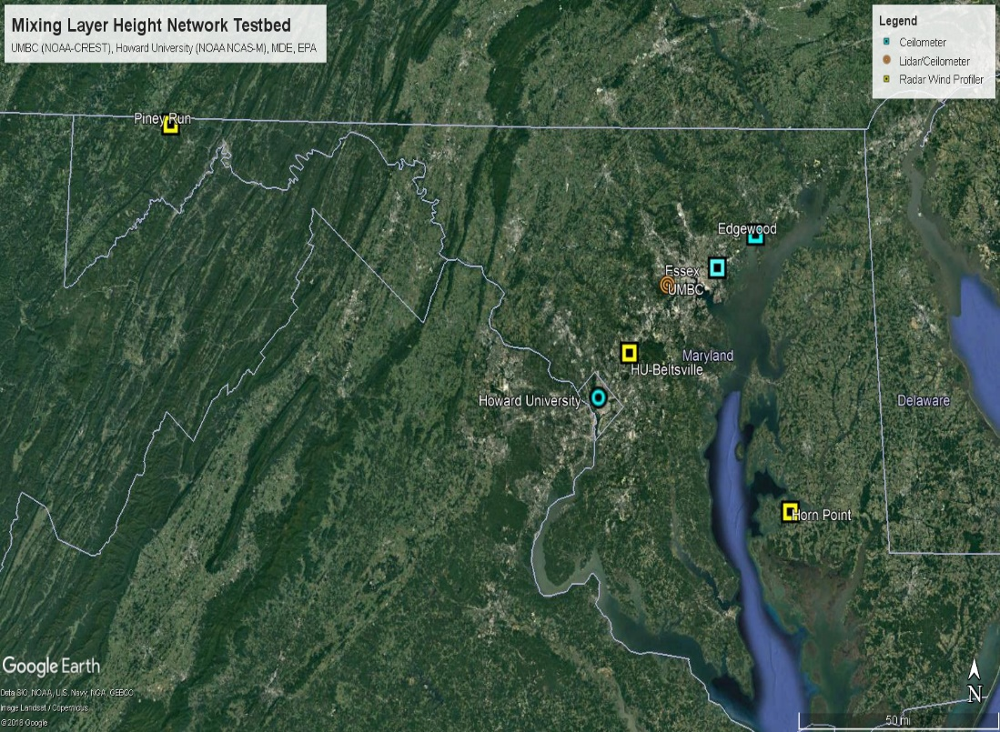 Mixing Layer Height Network Testbed
UMBC (NOAA-CREST), Howard University (NOAA NCAS-M), MDE, EPA
Legend
Ceilometer
Lidar/Ceilometer
Radar Wind Profiler
Piney Run
Edgewood
Essex
UMBC
Maryland
HU-Beltsville
Howard University
Delaware
Horn Point
Google Earth
Data SIO, NOAA, U.S. Navy, NGA, GEBCO
Image Landsat / Copernicus
© 2018 Google
N
50 mi